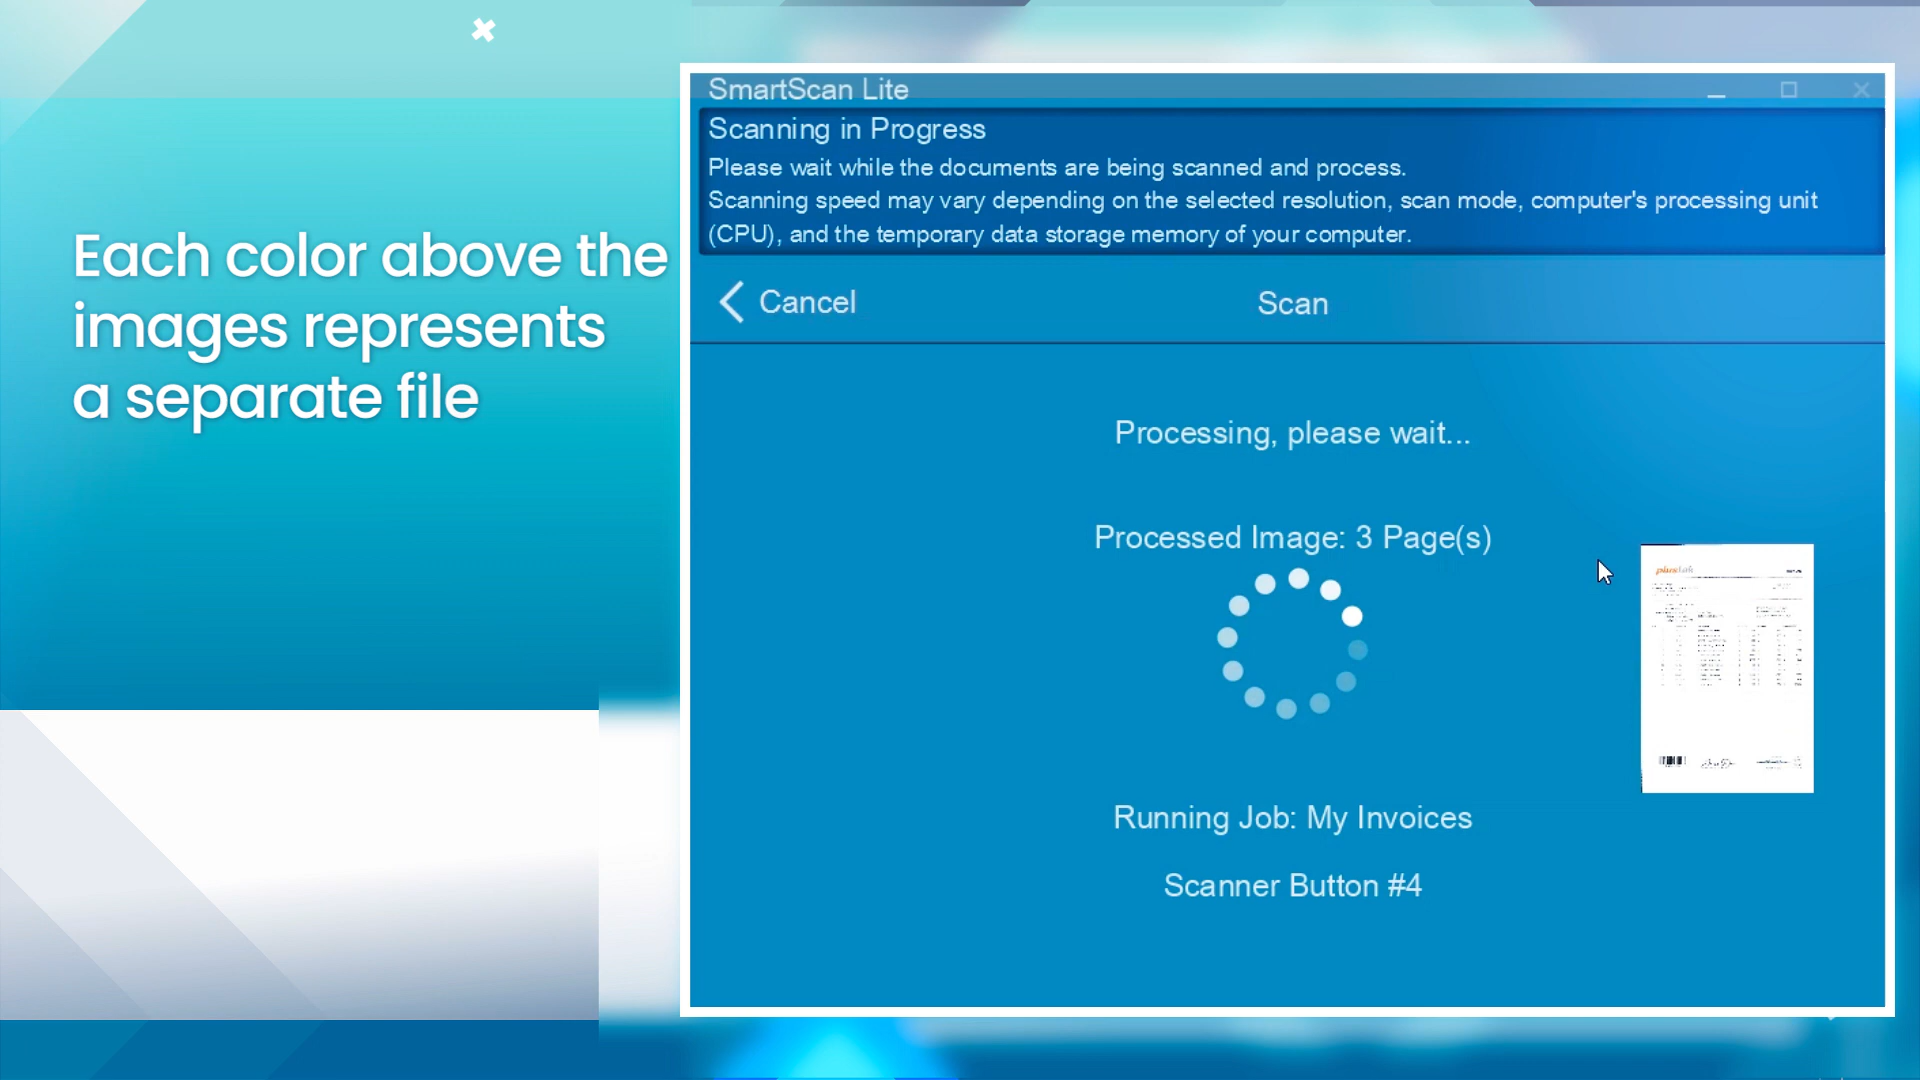 Each color above the
images represents
a separate file
SmartScan Lite
Scanning in Progress
Please wait while the documents are being scanned and process.
Scanning speed may vary depending on the selected resolution, scan mode, computer's processing unit
(CPU), and the temporary data storage memory of your computer.
Cancel
Scan
Processing, please wait...
Processed Image: 3 Page(s)
Running Job: My Invoices
Scanner Button #4